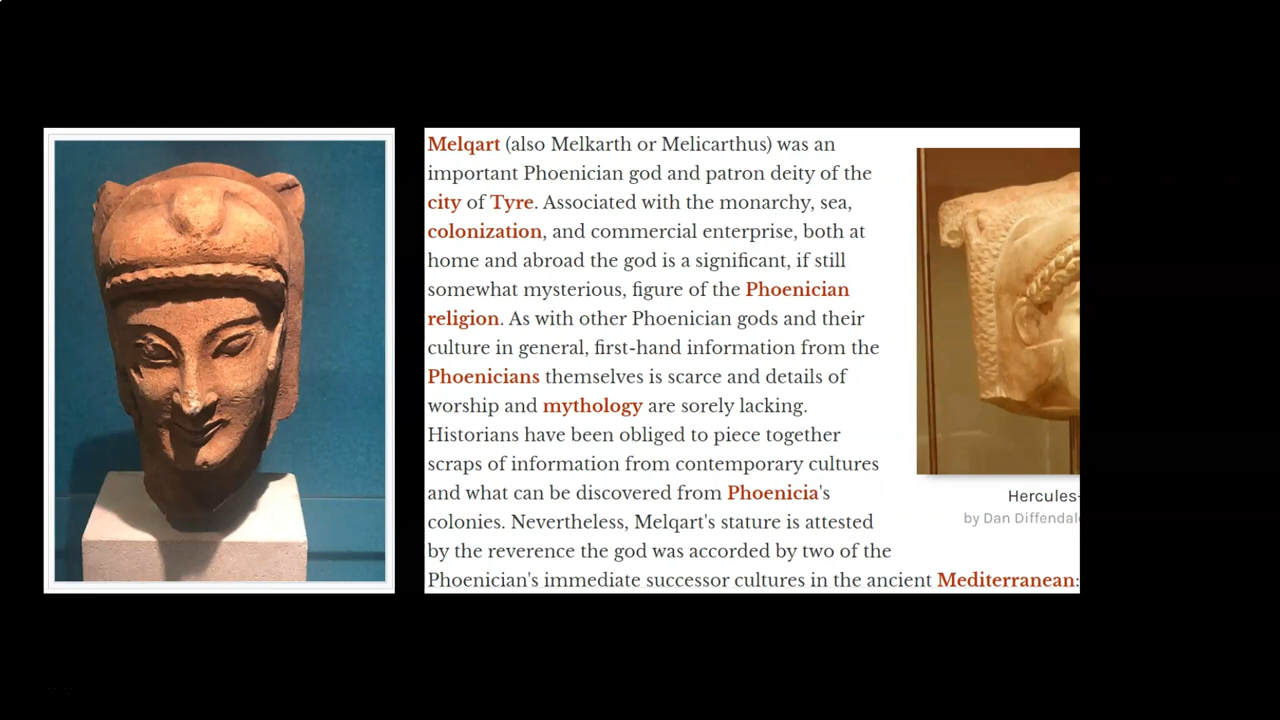 Melqart (also Melkarth or Melicarthus) was an
important Phoenician god and patron deity of the
city of Tyre. Associated with the monarchy, sea,
colonization, and commercial enterprise, both at
home and abroad the god is a significant, if still
somewhat mysterious, figure of the Phoenician
religion. As with other Phoenician gods and their
culture in general, first-hand information from the
Phoenicians themselves is scarce and details of
worship and mythology are sorely lacking.
Historians have been obliged to piece together
scraps of information from contemporary cultures
and what can be discovered from Phoenicia's
colonies. Nevertheless, Melqart's stature is attested
by the reverence the god was accorded by two of the
Phoenician's immediate successor cultures in the ancient Mediterranean:
Hercules-
by Dan Diffendal